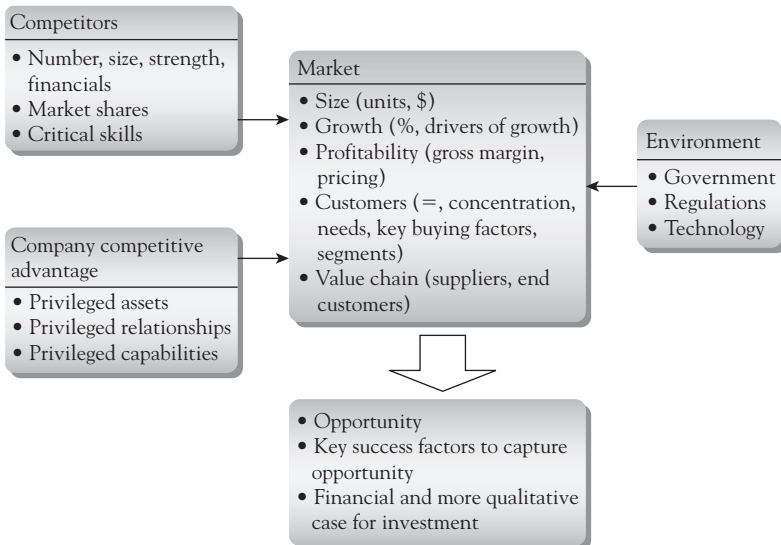 Competitors
• Number, size, strength,
financials
• Market shares
• Critical skills
Company competitive
advantage
• Privileged assets
• Privileged relationships
• Privileged capabilities
Market
• Size (units, $)
• Growth (%, drivers of growth)
• Profitability (gross margin,
pricing)
• Customers (=, concentration,
needs, key buying factors,
segments)
• Value chain (suppliers, end
customers)
Environment
• Government
• Regulations
• Technology
• Opportunity
• Key success factors to capture
opportunity
• Financial and more qualitative
case for investment